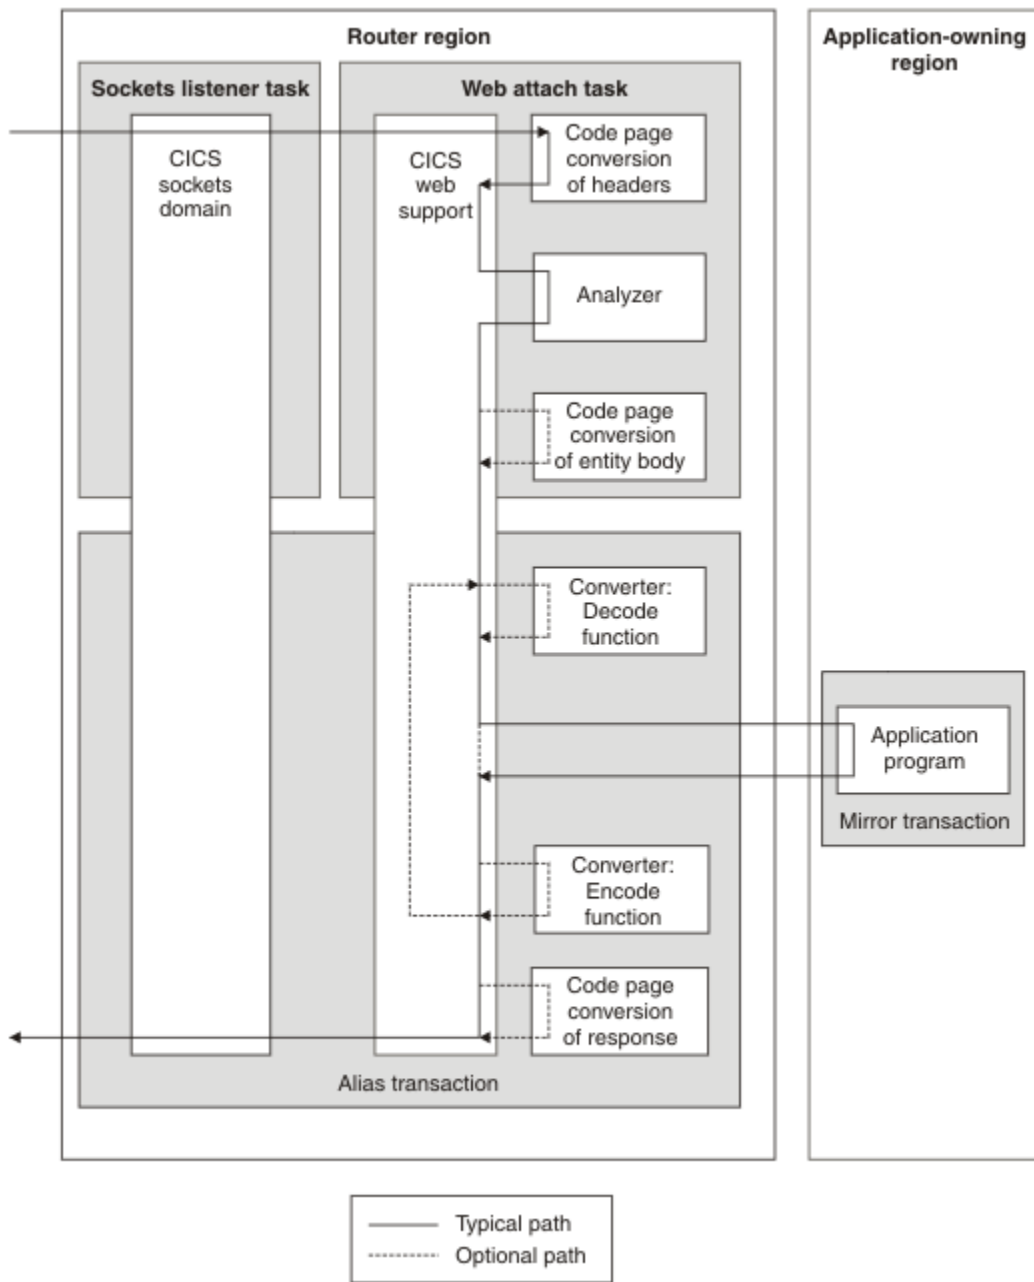 Router region
Application-owning
region
Sockets listener task
Web attach task
CICS
sockets
domain
CICS
web
support
Code page
conversion
of headers
Analyzer
Code page
conversion
of entity body
Converter:
Decode
function
Application
program
Mirror transaction
Converter:
Encode
function
Code page
conversion
of response
Alias transaction
Typical path
Optional path